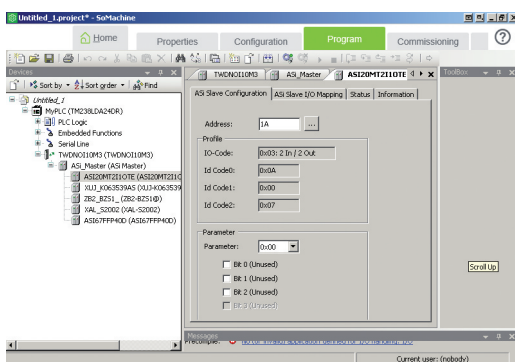 Untitled_1.project* - SoMachine
Home
Properties
Configuration
Program
Commissioning
?
Devices
Sort by
Sort order
Find
Untitled_1
MyPLC (TM238LDA24DR)
PLC Logic
Embedded Functions
Serial Line
TWDNOI10M3 (TWDNOI10M3)
ASi_Master (ASi Master)
ASI20MT2I1OTE (ASI20MT2I1O
XUJ_K063539AS (XUJ-K063539
ZB2_BZS1_ (ZB2-BZS1@)
XAL_S2002 (XAL-S2002)
ASI67FFP40D (ASI67FFP40D)
TWDNOI10M3
ASi_Master
ASI20MT2I1OTE
ASi Slave Configuration
ASi Slave I/O Mapping
Status
Information
Address:
1A
...
Profile
IO-Code:
0x03: 2 In / 2 Out
Id Code0:
0x0A
Id Code1:
0x00
Id Code2:
0x07
Parameter
Parameter:
0x00
Bit 0 (Unused)
Bit 1 (Unused)
Bit 2 (Unused)
Bit 3 (Unused)
ToolBox
Scroll Up
Messages
Precompile:
Current user: (nobody)